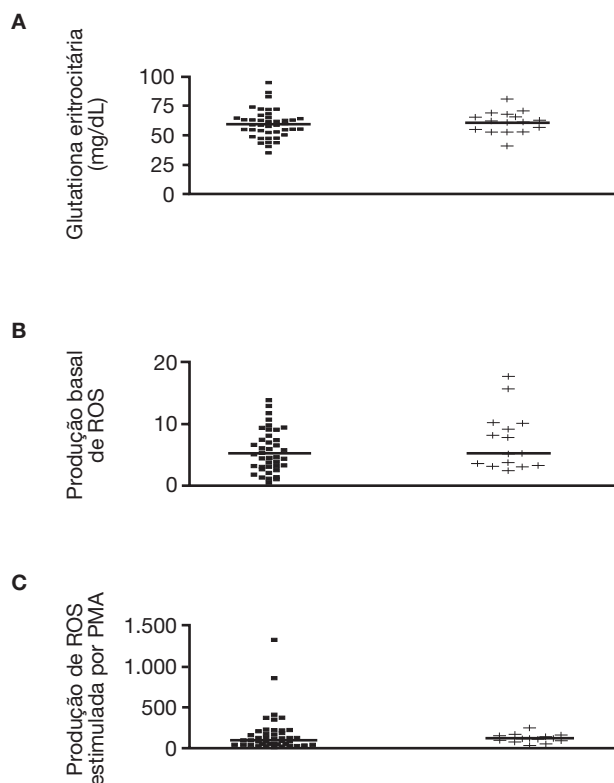 A
Glutationa eritrocitária
(mg/dL)
100
75
50
25
0
B
Produção basal
de ROS
20
10
0
C
Produção de ROS
estimulada por PMA
1.500
1.000
500
0